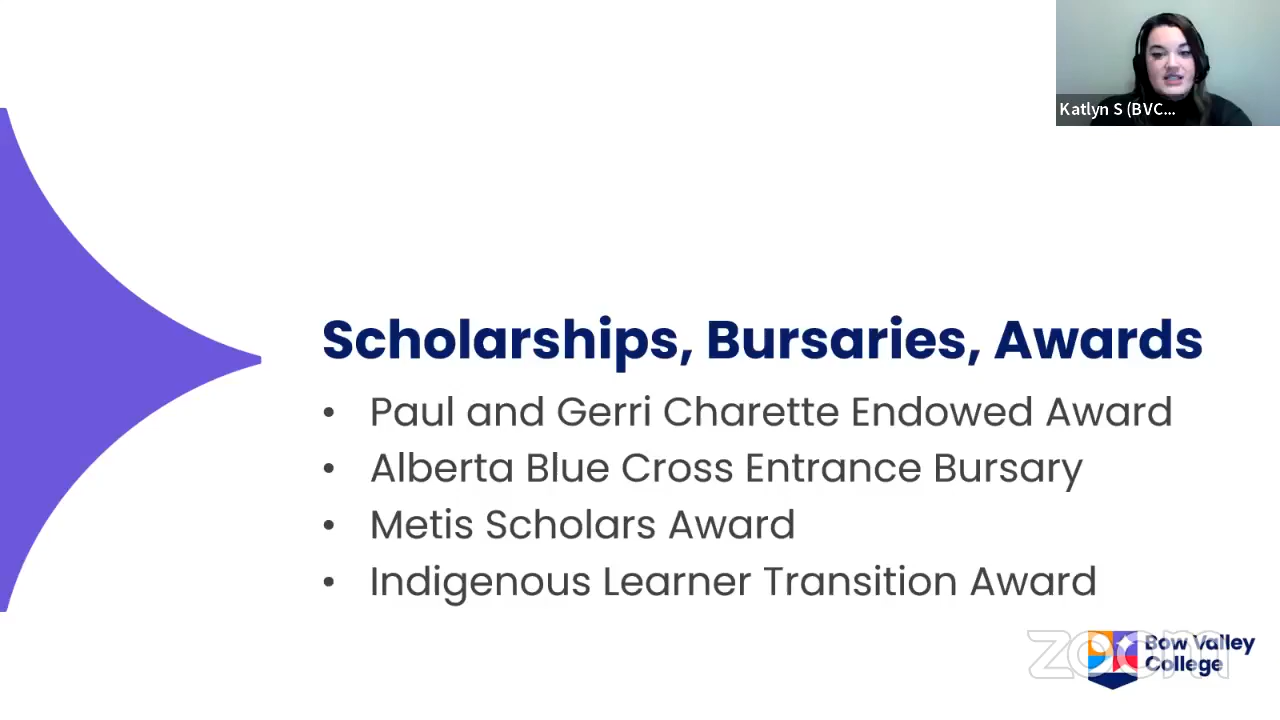 Katlyn S (BVC...
Scholarships, Bursaries, Awards
• Paul and Gerri Charette Endowed Award
• Alberta Blue Cross Entrance Bursary
• Metis Scholars Award
• Indigenous Learner Transition Award
zoom
Bow Valley
College